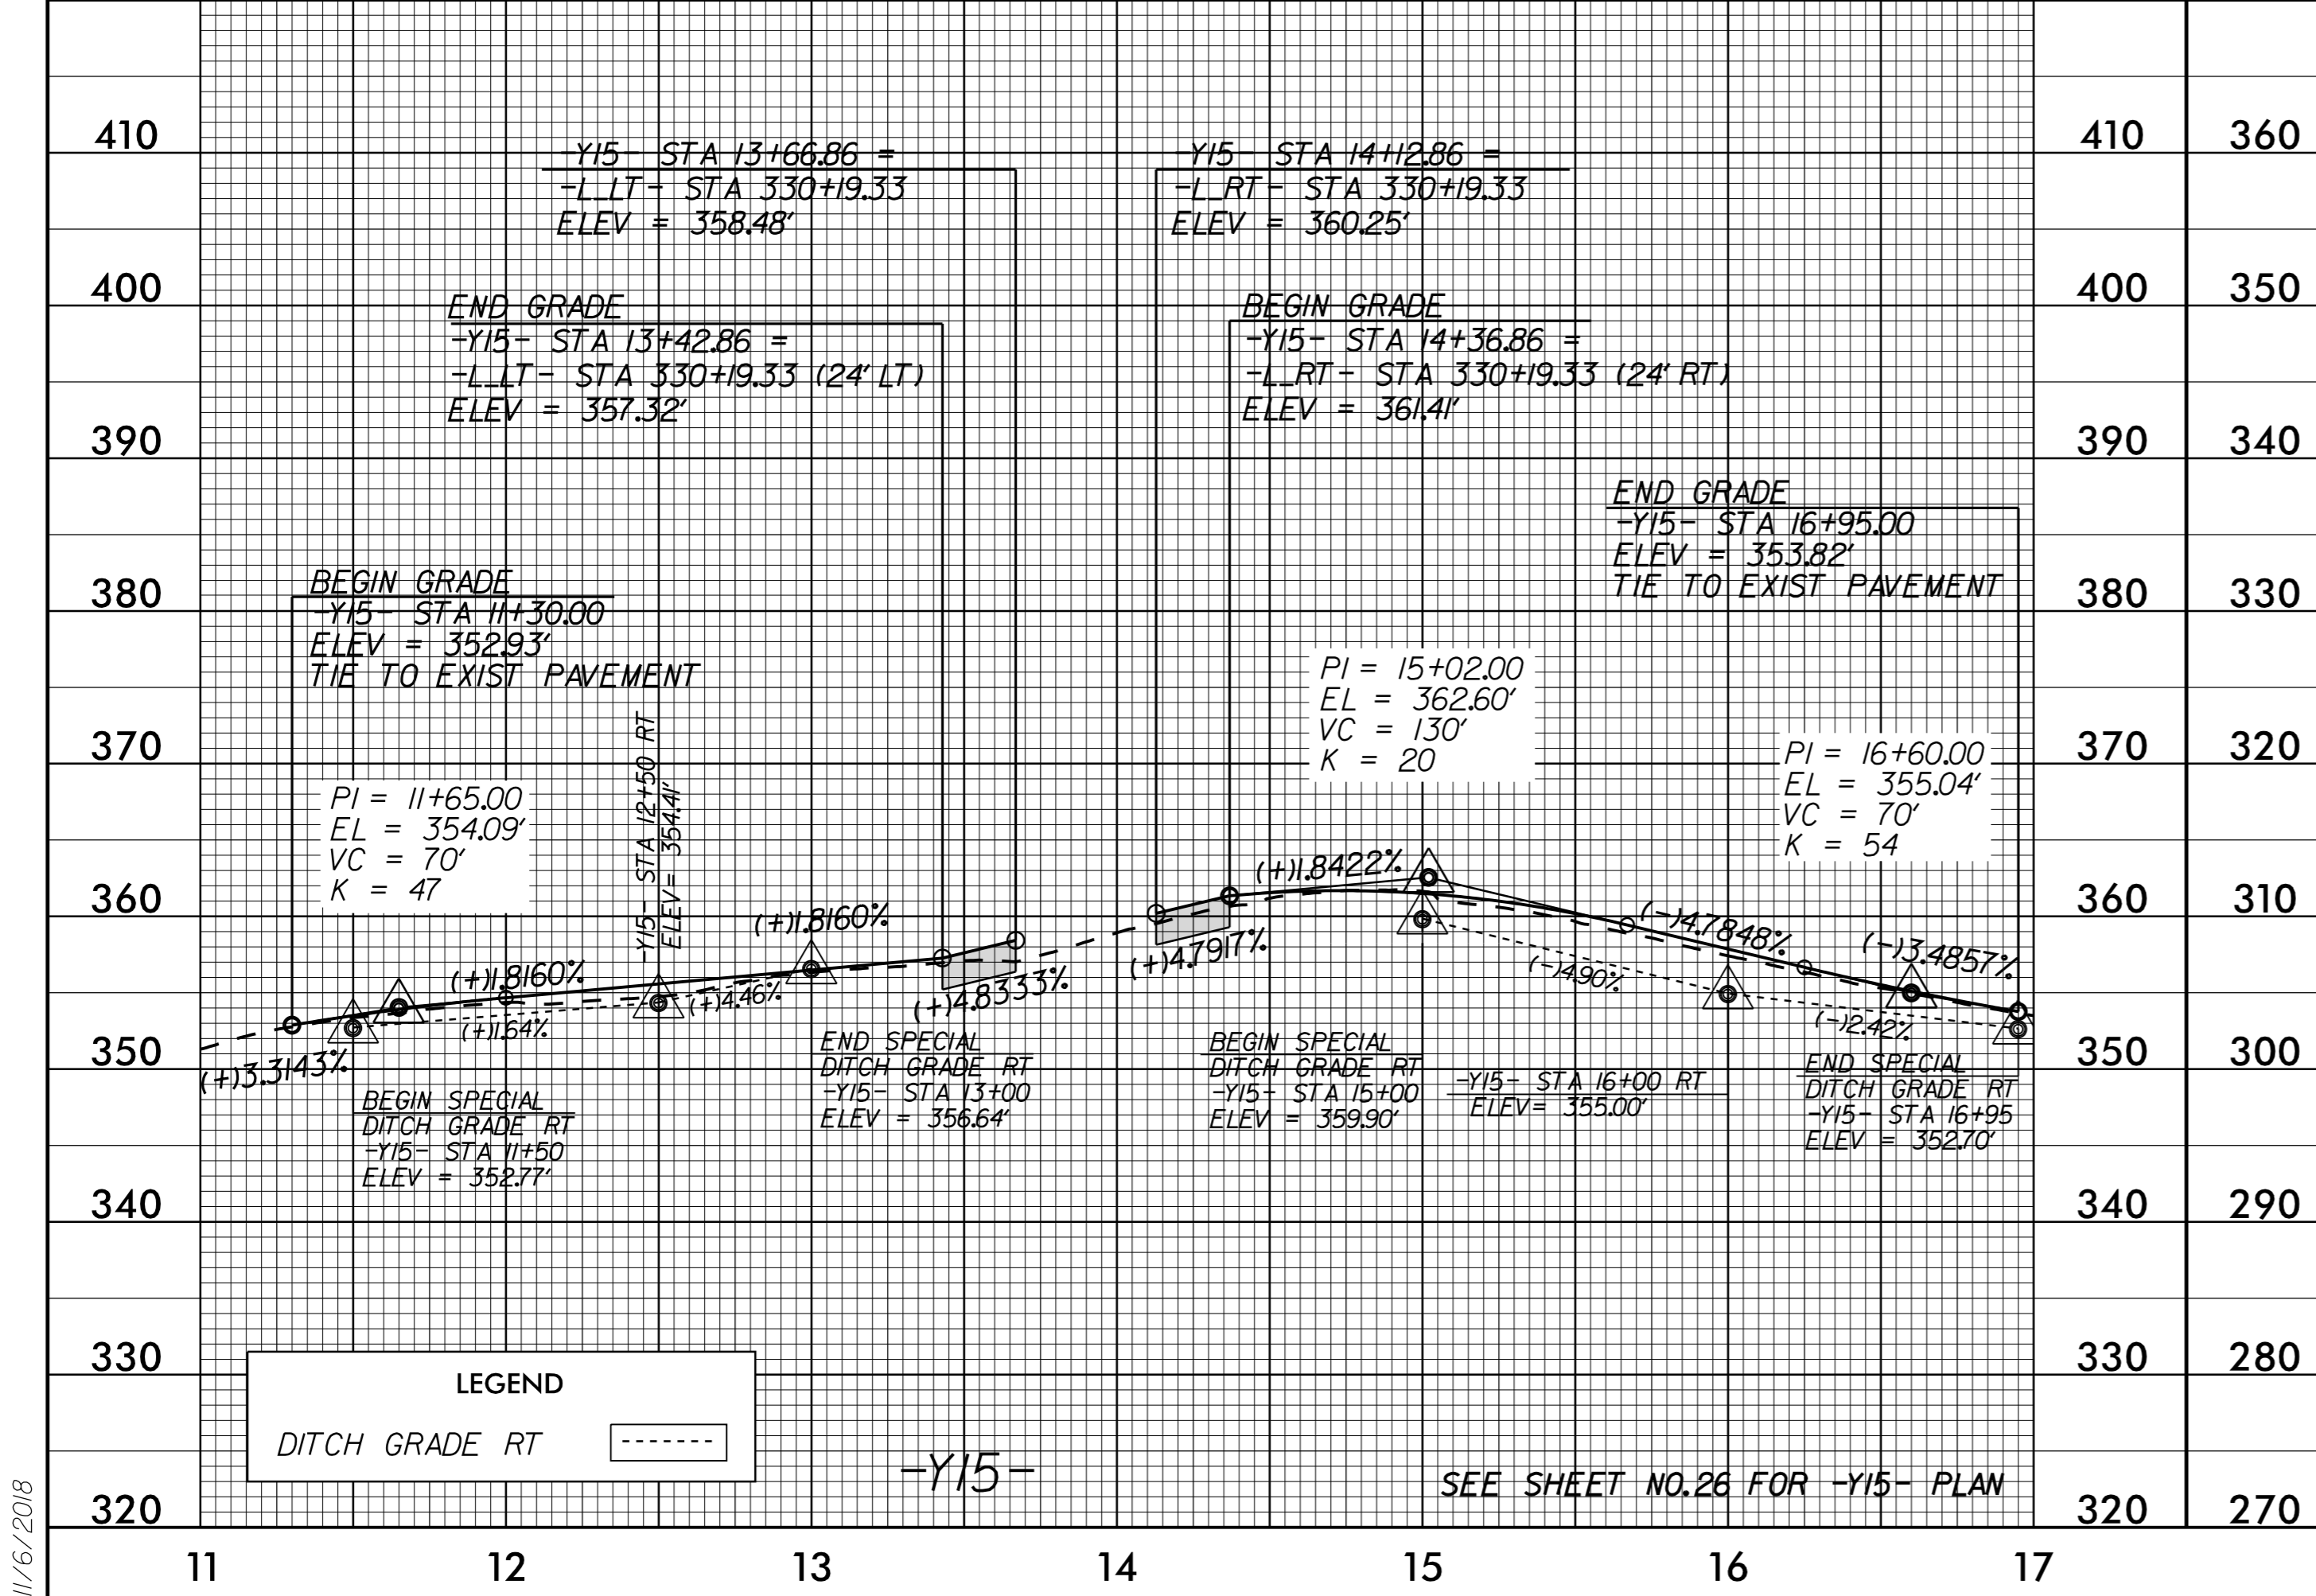 410
400
390
380
370
360
350
340
330
320
-Y15- STA 13+66.86 =
-L_LT- STA 330+19.33
ELEV = 358.48'
-Y15- STA 14+12.86 =
-L_RT- STA 330+19.33
ELEV = 360.25'
END GRADE
-Y15- STA 13+42.86 =
-L_LT- STA 330+19.33 (24' LT)
ELEV = 357.32'
BEGIN GRADE
-Y15- STA 14+36.86 =
-L_RT- STA 330+19.33 (24' RT)
ELEV = 361.41'
END GRADE
-Y15- STA 16+95.00
ELEV = 353.82'
TIE TO EXIST PAVEMENT
BEGIN GRADE
-Y15- STA 11+30.00
ELEV = 352.93'
TIE TO EXIST PAVEMENT
PI = 15+02.00
EL = 362.60'
VC = 130'
K = 20
PI = 16+60.00
EL = 355.04'
VC = 70'
K = 54
PI = 11+65.00
EL = 354.09'
VC = 70'
K = 47
-Y15- STA 12+50 RT
ELEV= 354.41'
(+)3.3143%
(+)1.8160%
(+)1.64%
(+)4.46%
(+)1.8160%
(+)4.8333%
(+)4.7917%
(+)1.8422%
(-)4.90%
(-)4.7848%
(-)3.4857%
(-)2.42%
BEGIN SPECIAL
DITCH GRADE RT
-Y15- STA 11+50
ELEV = 352.77'
END SPECIAL
DITCH GRADE RT
-Y15- STA 13+00
ELEV = 356.64'
BEGIN SPECIAL
DITCH GRADE RT
-Y15- STA 15+00
ELEV = 359.90'
-Y15- STA 16+00 RT
ELEV= 355.00'
END SPECIAL
DITCH GRADE RT
-Y15- STA 16+95
ELEV = 352.70'
LEGEND
DITCH GRADE RT
-Y15-
SEE SHEET NO.26 FOR -Y15- PLAN
410 360
400 350
390 340
380 330
370 320
360 310
350 300
340 290
330 280
320 270
11 12 13 14 15 16 17
11/6/2018